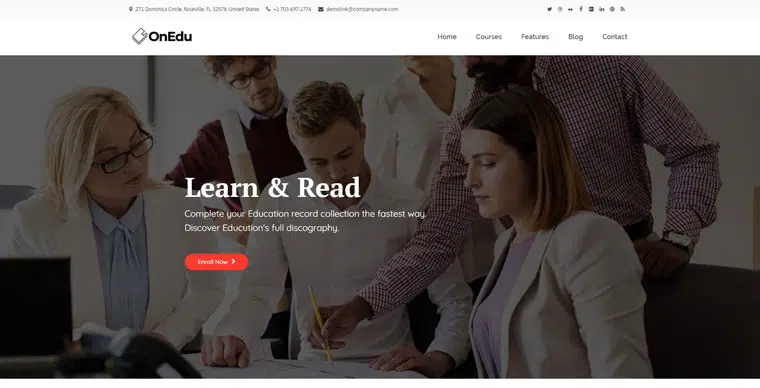 271 Dominica Circle, Niceville, FL 32578, United States
+1 703-697-1776
demolink@companyname.com
OnEdu
Home
Courses
Features
Blog
Contact
Learn & Read
Complete your Education record collection the fastest way.
Discover Educution's full discography.
Enroll Now